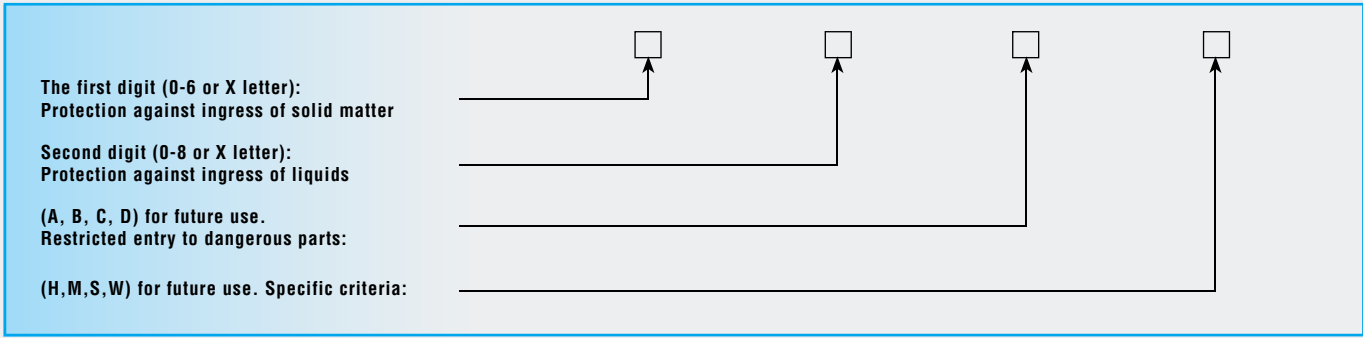 The first digit (0-6 or X letter):
Protection against ingress of solid matter
Second digit (0-8 or X letter):
Protection against ingress of liquids
(A, B, C, D) for future use.
Restricted entry to dangerous parts:
(H,M,S,W) for future use. Specific criteria: